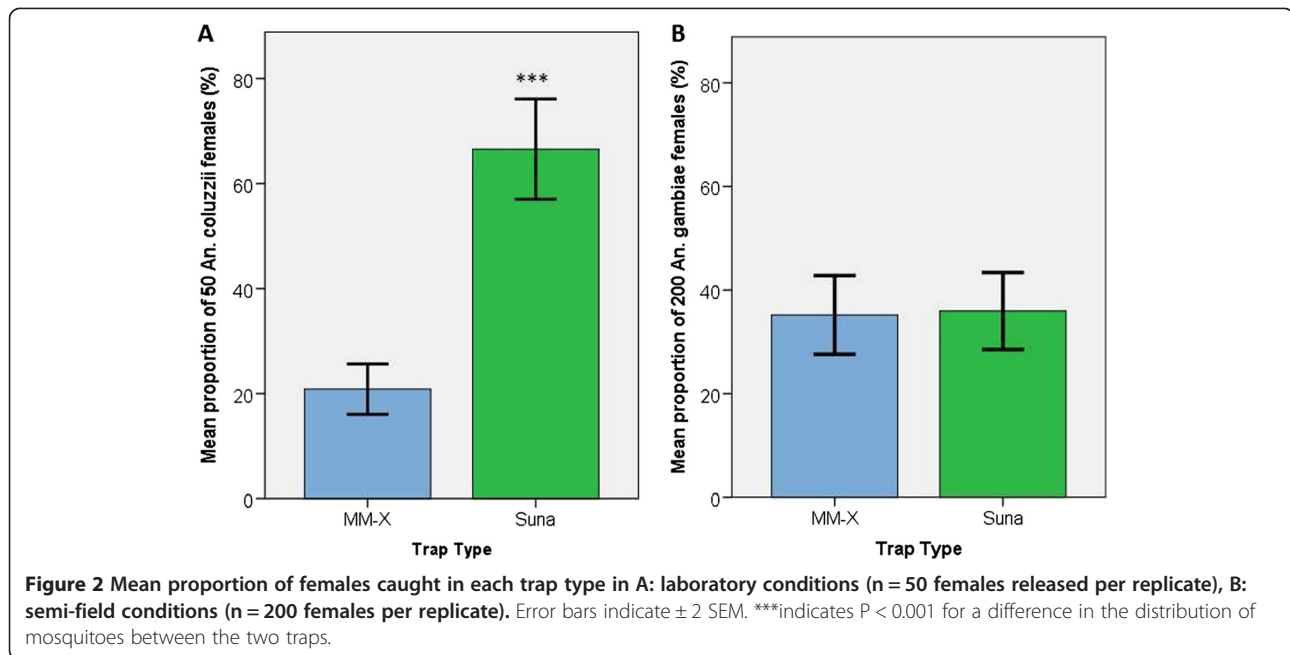 A
Mean proportion of 50 An. coluzzii females (%)
80
60
40
20
0
***
MM-X
Suna
Trap Type
B
Mean proportion of 200 An. gambiae females (%)
80
60
40
20
0
MM-X
Suna
Trap Type
Figure 2 Mean proportion of females caught in each trap type in A: laboratory conditions (n = 50 females released per replicate), B:
semi-field conditions (n = 200 females per replicate). Error bars indicate ± 2 SEM. ***indicates P < 0.001 for a difference in the distribution of
mosquitoes between the two traps.